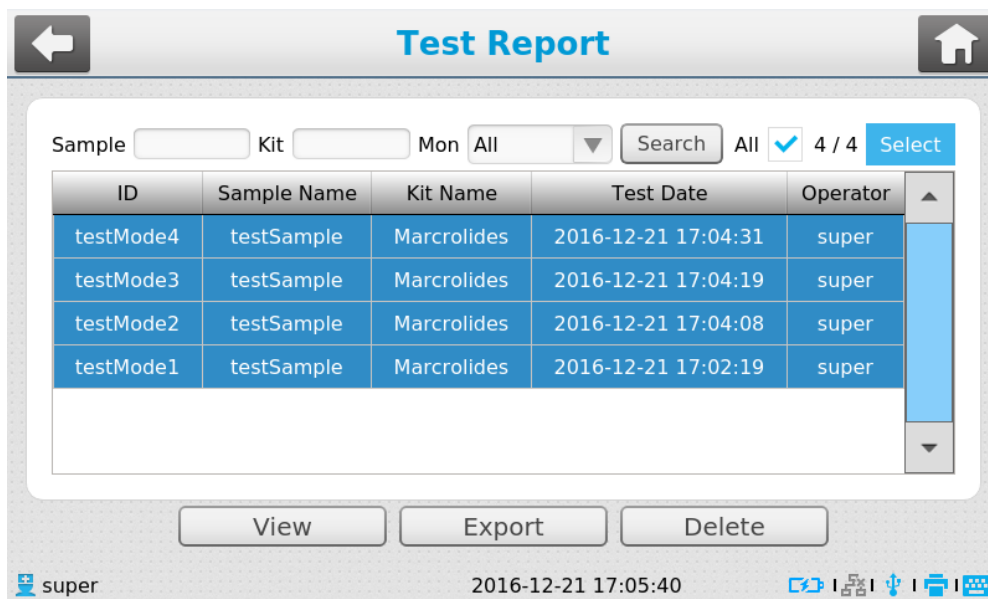 Test Report
Sample Kit Mon All Search All 4 / 4 Select
ID Sample Name Kit Name Test Date Operator
testMode4 testSample Marcrolides 2016-12-21 17:04:31 super
testMode3 testSample Marcrolides 2016-12-21 17:04:19 super
testMode2 testSample Marcrolides 2016-12-21 17:04:08 super
testMode1 testSample Marcrolides 2016-12-21 17:02:19 super
View Export Delete
super 2016-12-21 17:05:40